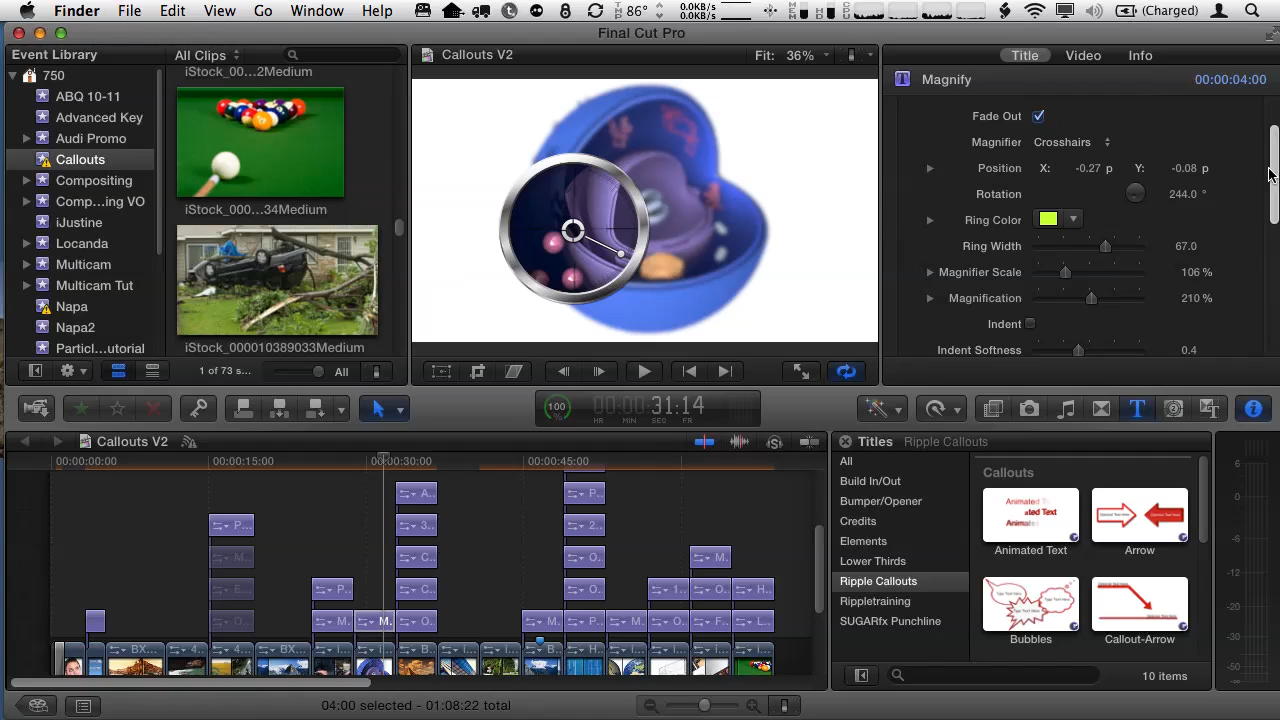 Finder File Edit View Go Window Help 86° 0.0KB/s 0.0KB/s (Charged)
Final Cut Pro
Event Library All Clips
750
ABQ 10-11
Advanced Key
Audi Promo
Callouts
Compositing
Comp...ing VO
iJustine
Locanda
Multicam
Multicam Tut
Napa
Napa2
Particl...utorial
iStock_00...2Medium
iStock_000....34Medium
iStock_000010389033Medium
1 of 73 s... All
Callouts V2 Fit: 36%
Title Video Info
Magnify 00:00:04:00
Fade Out
Magnifier Crosshairs
Position X: -0.27 p Y: -0.08 p
Rotation 244.0 °
Ring Color
Ring Width 67.0
Magnifier Scale 106 %
Magnification 210 %
Indent
Indent Softness 0.4
100 % 00:00:31:14
HR MIN SEC FR
Callouts V2
00:00:00:00 00:00:15:00 00:00:30:00 00:00:45:00
A.. P..
P... 3.. 2..
M... C.. O.. M..
E... P.. C.. O.. 1.. O.. H..
O... M.. M. O.. M.. O.. M.. O.. F.. L..
BX... 4... 4... BX... I... I... B... I... B... H... I... I... I... I...
04:00 selected - 01:08:22 total
Titles Ripple Callouts
All
Build In/Out
Bumper/Opener
Credits
Elements
Lower Thirds
Ripple Callouts
Rippletraining
SUGARfx Punchline
Callouts
Animated Text
Arrow
Bubbles
Callout-Arrow
10 items
6
0
-6
-12
-20
-30
-50